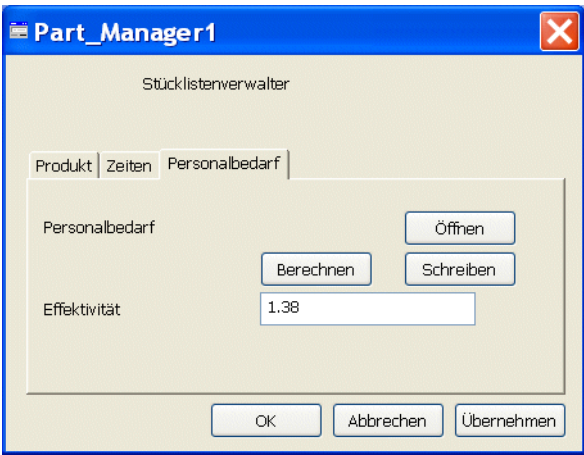 Part_Manager1
Stücklistenverwalter
Produkt Zeiten Personalbedarf
Personalbedarf Öffnen
Berechnen Schreiben
Effektivität 1.38
OK Abbrechen Übernehmen